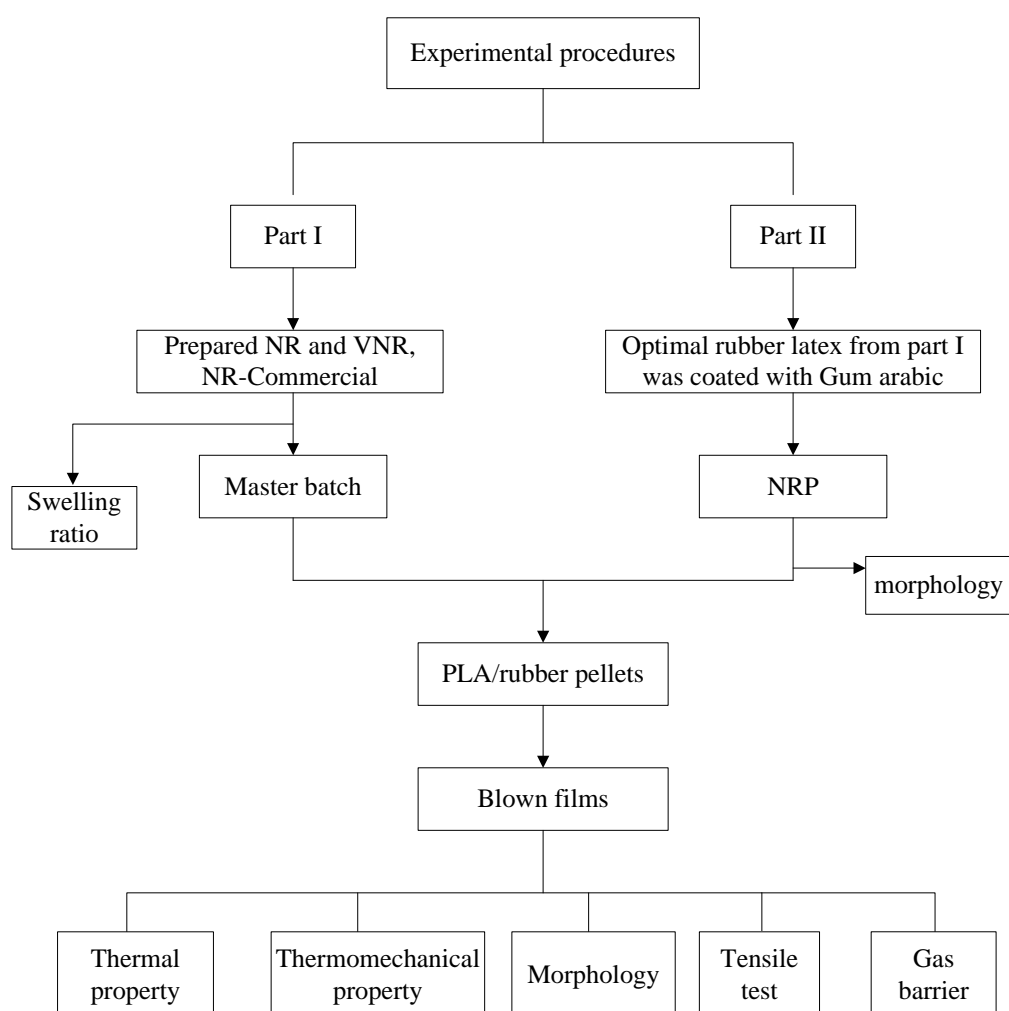 Experimental procedures
Part I
Part II
Prepared NR and VNR,
NR-Commercial
Optimal rubber latex from part I
was coated with Gum arabic
Swelling
ratio
Master batch
NRP
morphology
PLA/rubber pellets
Blown films
Thermal
property
Thermomechanical
property
Morphology
Tensile
test
Gas
barrier